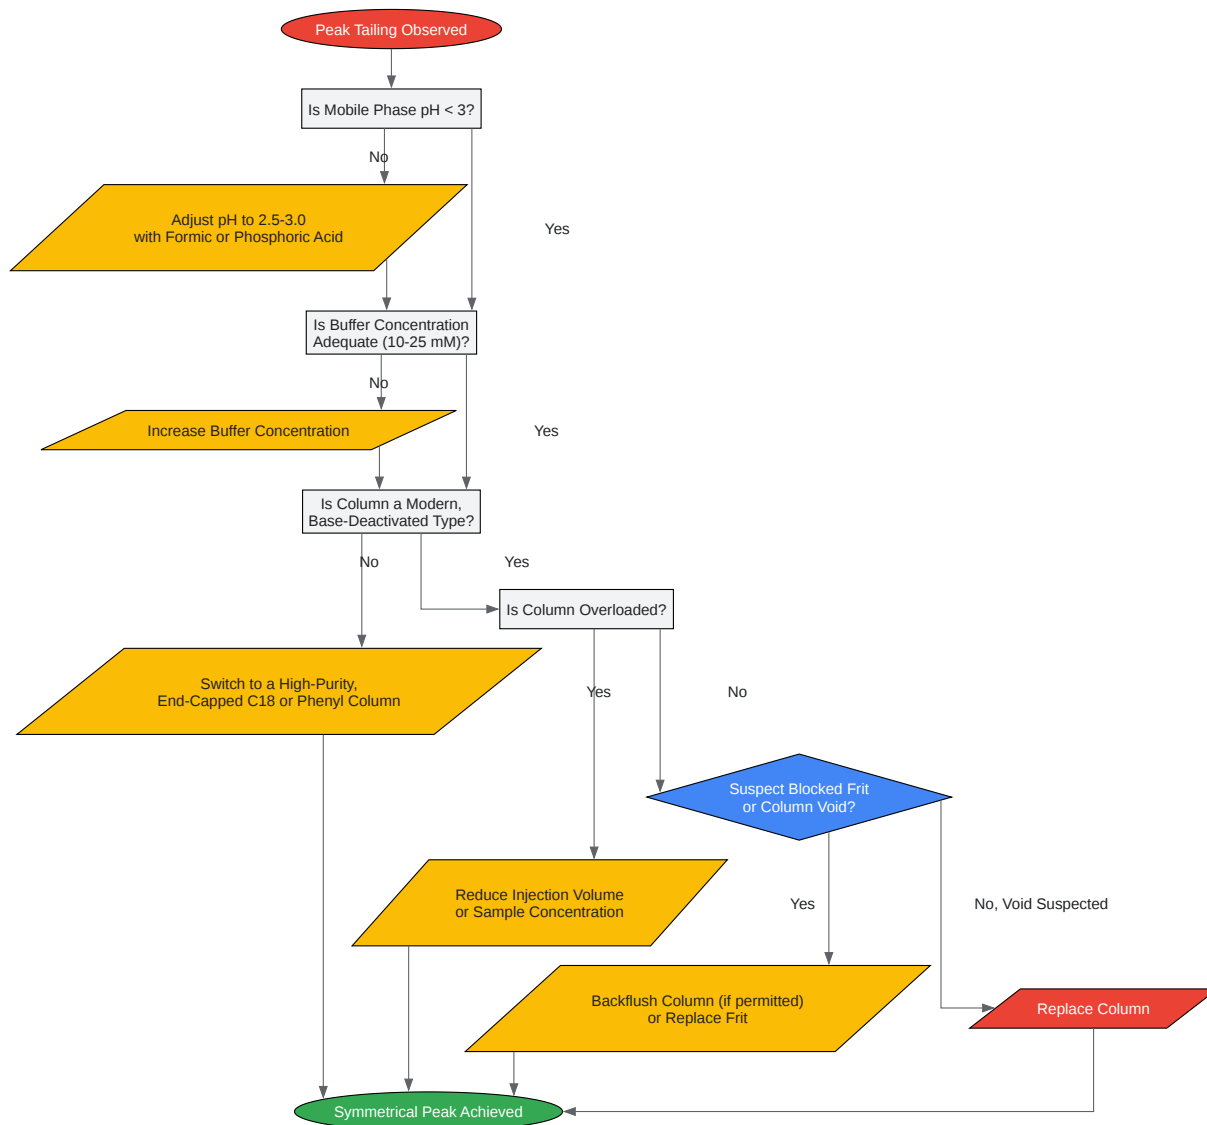 Peak Tailing Observed
Is Mobile Phase pH < 3?
No
Adjust pH to 2.5-3.0
with Formic or Phosphoric Acid
Yes
Is Buffer Concentration
Adequate (10-25 mM)?
No
Increase Buffer Concentration
Yes
Is Column a Modern,
Base-Deactivated Type?
No
Yes
Is Column Overloaded?
Switch to a High-Purity,
End-Capped C18 or Phenyl Column
Yes
No
Suspect Blocked Frit
or Column Void?
Reduce Injection Volume
or Sample Concentration
Yes
No, Void Suspected
Backflush Column (if permitted)
or Replace Frit
Replace Column
Symmetrical Peak Achieved